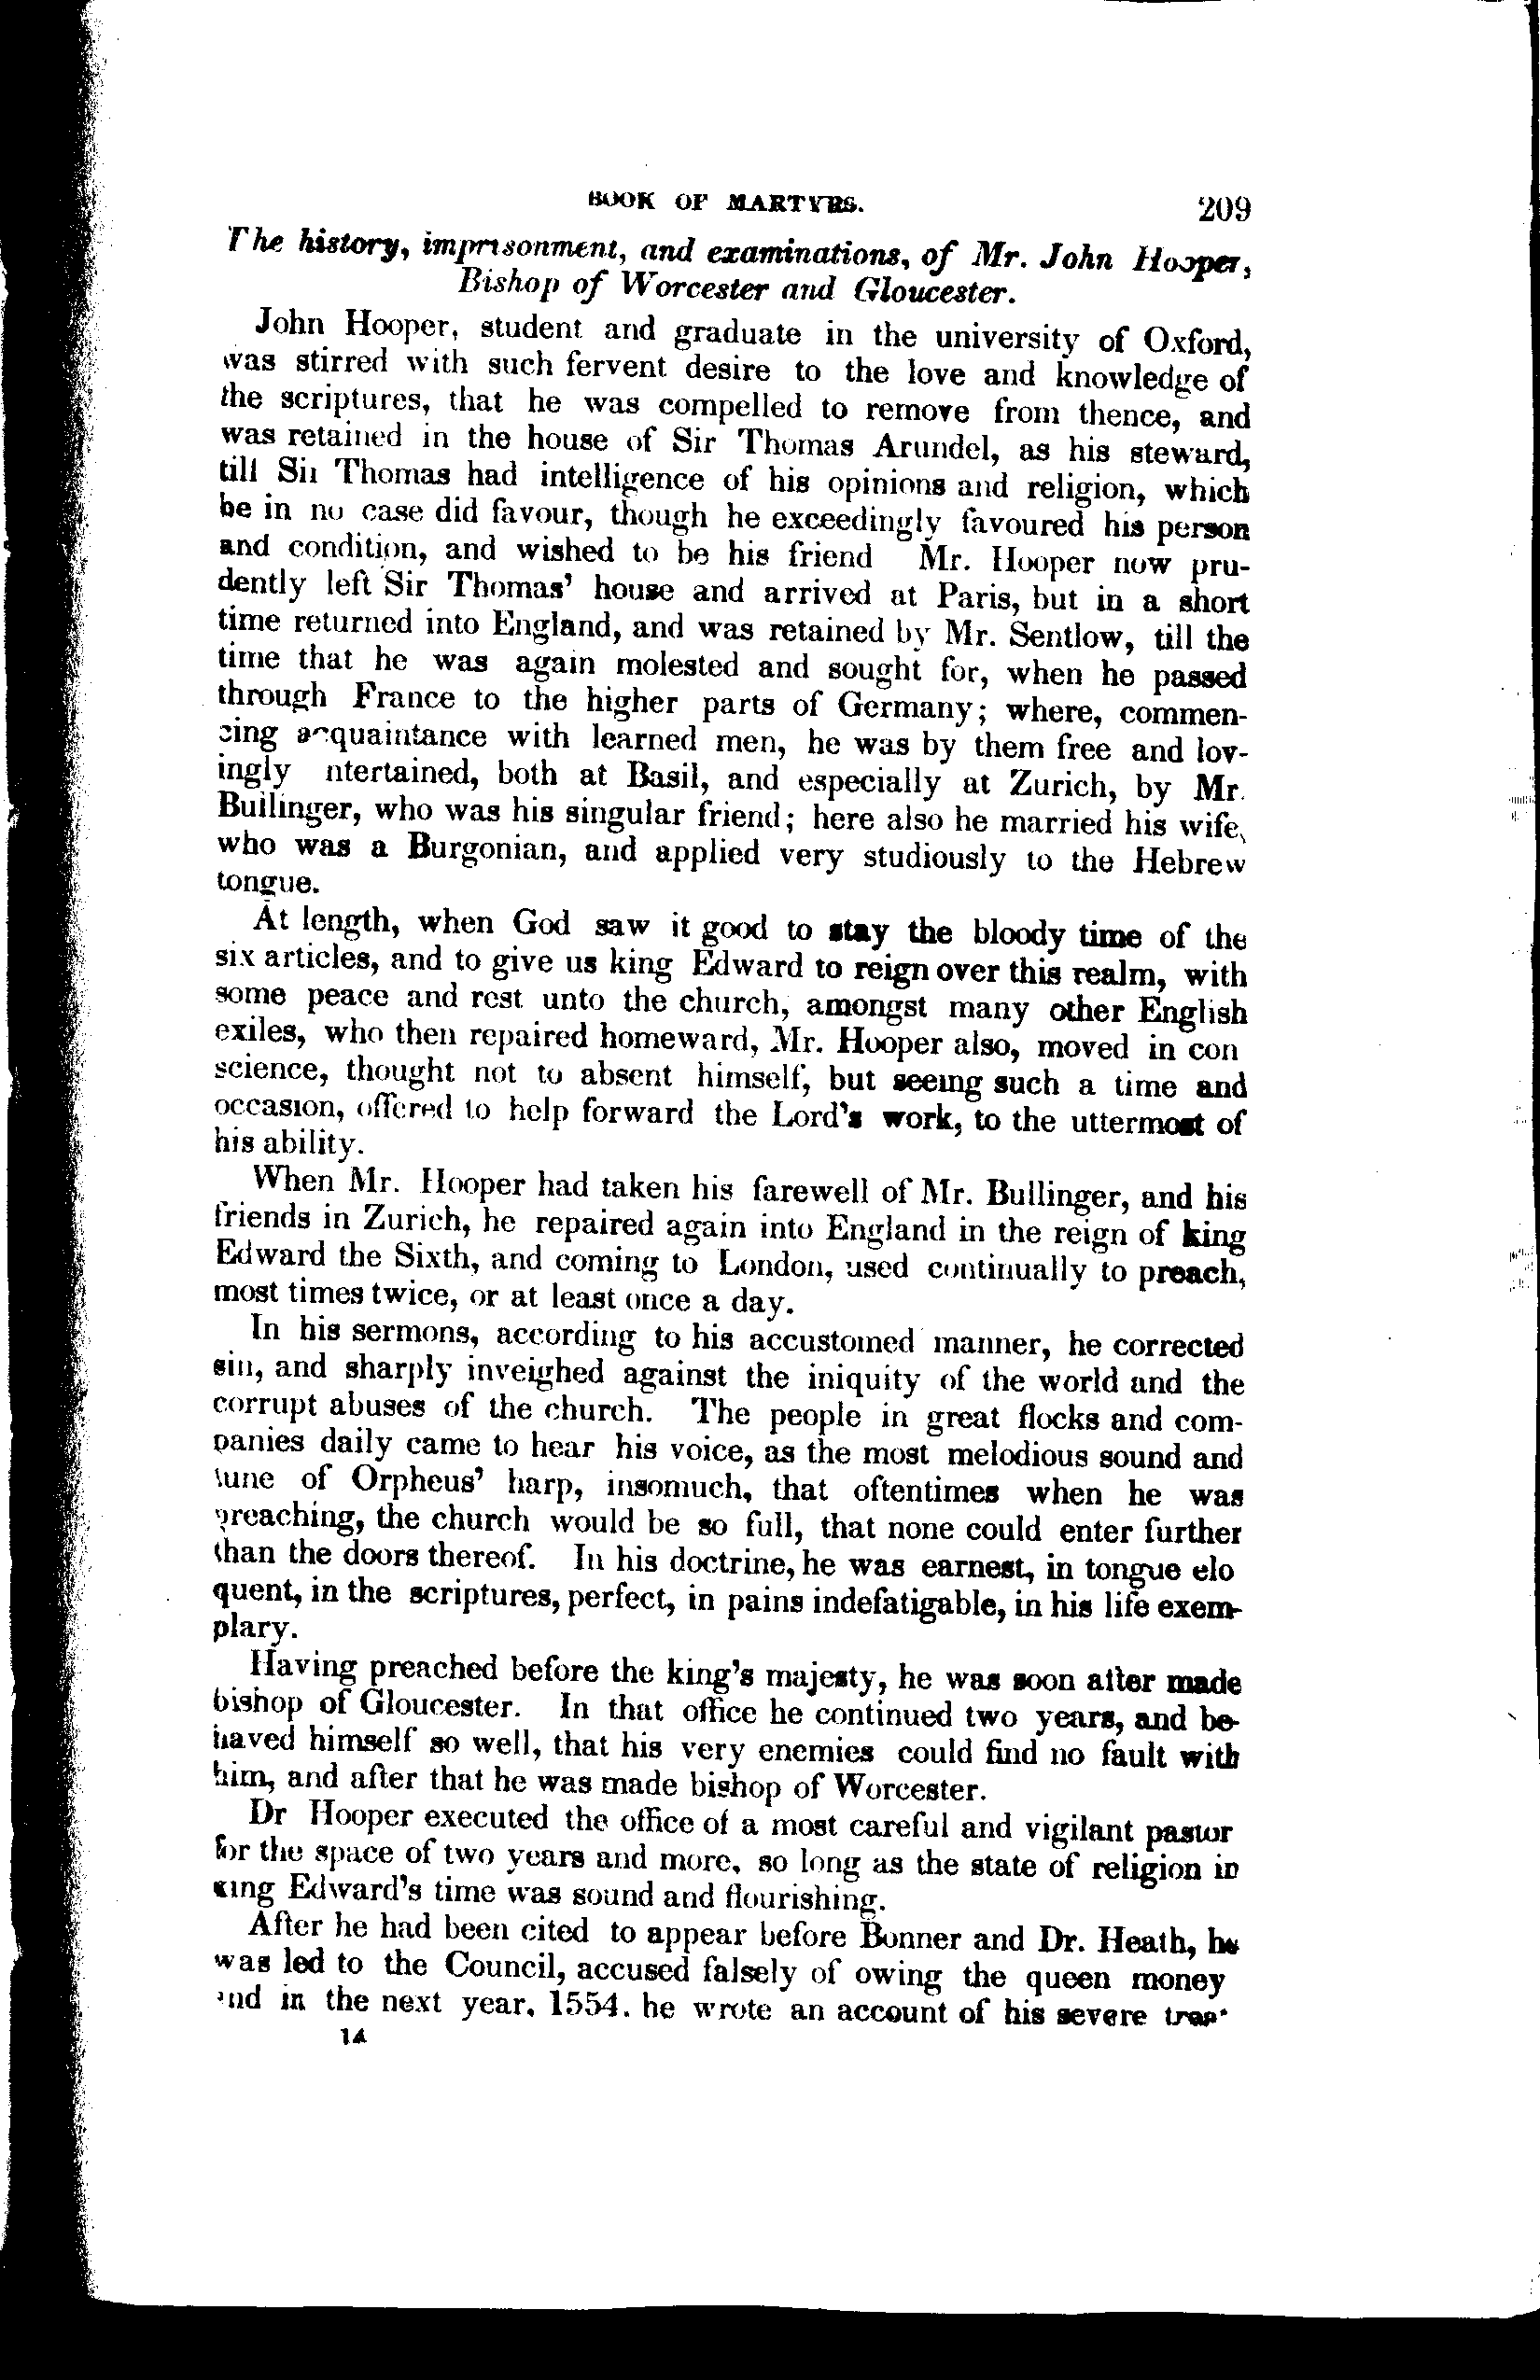 BOOK OF MARTYRS. 209
The history, imprisonment, and examinations, of Mr. John Hooper,
Bishop of Worcester and Gloucester.
John Hooper, student and graduate in the university of Oxford,
was stirred with such fervent desire to the love and knowledge of
the scriptures, that he was compelled to remove from thence, and
was retained in the house of Sir Thomas Arundel, as his steward,
till Sir Thomas had intelligence of his opinions and religion, which
he in no case did favour, though he exceedingly favoured his person
and condition, and wished to be his friend Mr. Hooper now pru-
dently left Sir Thomas' house and arrived at Paris, but in a short
time returned into England, and was retained by Mr. Sentlow, till the
time that he was again molested and sought for, when he passed
through France to the higher parts of Germany; where, commen-
cing acquaintance with learned men, he was by them free and lov-
ingly ntertained, both at Basil, and especially at Zurich, by Mr.
Bullinger, who was his singular friend; here also he married his wife,
who was a Burgonian, and applied very studiously to the Hebrew
tongue.
At length, when God saw it good to stay the bloody time of the
six articles, and to give us king Edward to reign over this realm, with
some peace and rest unto the church, amongst many other English
exiles, who then repaired homeward, Mr. Hooper also, moved in con
science, thought not to absent himself, but seeing such a time and
occasion, offered to help forward the Lord's work, to the uttermost of
his ability.
When Mr. Hooper had taken his farewell of Mr. Bullinger, and his
friends in Zurich, he repaired again into England in the reign of king
Edward the Sixth, and coming to London, used continually to preach,
most times twice, or at least once a day.
In his sermons, according to his accustomed manner, he corrected
sin, and sharply inveighed against the iniquity of the world and the
corrupt abuses of the church. The people in great flocks and com-
panies daily came to hear his voice, as the most melodious sound and
tune of Orpheus' harp, insomuch, that oftentimes when he was
preaching, the church would be so full, that none could enter further
than the doors thereof. In his doctrine, he was earnest, in tongue elo
quent, in the scriptures, perfect, in pains indefatigable, in his life exem-
plary.
Having preached before the king's majesty, he was soon after made
bishop of Gloucester. In that office he continued two years, and be-
haved himself so well, that his very enemies could find no fault with
him, and after that he was made bishop of Worcester.
Dr Hooper executed the office of a most careful and vigilant pastor
for the space of two years and more, so long as the state of religion in
king Edward's time was sound and flourishing.
After he had been cited to appear before Bonner and Dr. Heath, he
was led to the Council, accused falsely of owing the queen money
and in the next year, 1554. he wrote an account of his severe
14